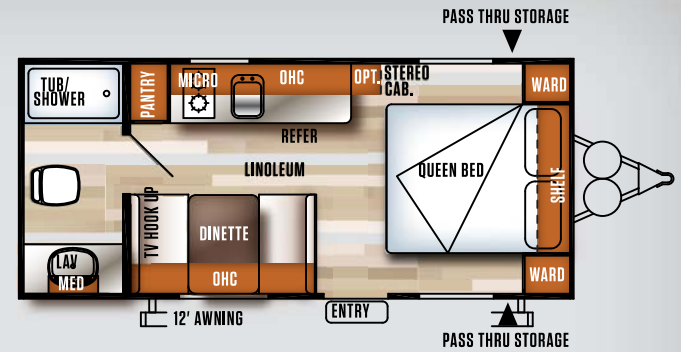 PASS THRU STORAGE
TUB/
SHOWER
PANTRY
MICRO
OHC
OPT.
STEREO
CAB.
WARD
REFER
LINOLEUM
QUEEN BED
SHELF
TV HOOK UP
DINETTE
OHC
LAV
MED
WARD
12' AWNING
ENTRY
PASS THRU STORAGE